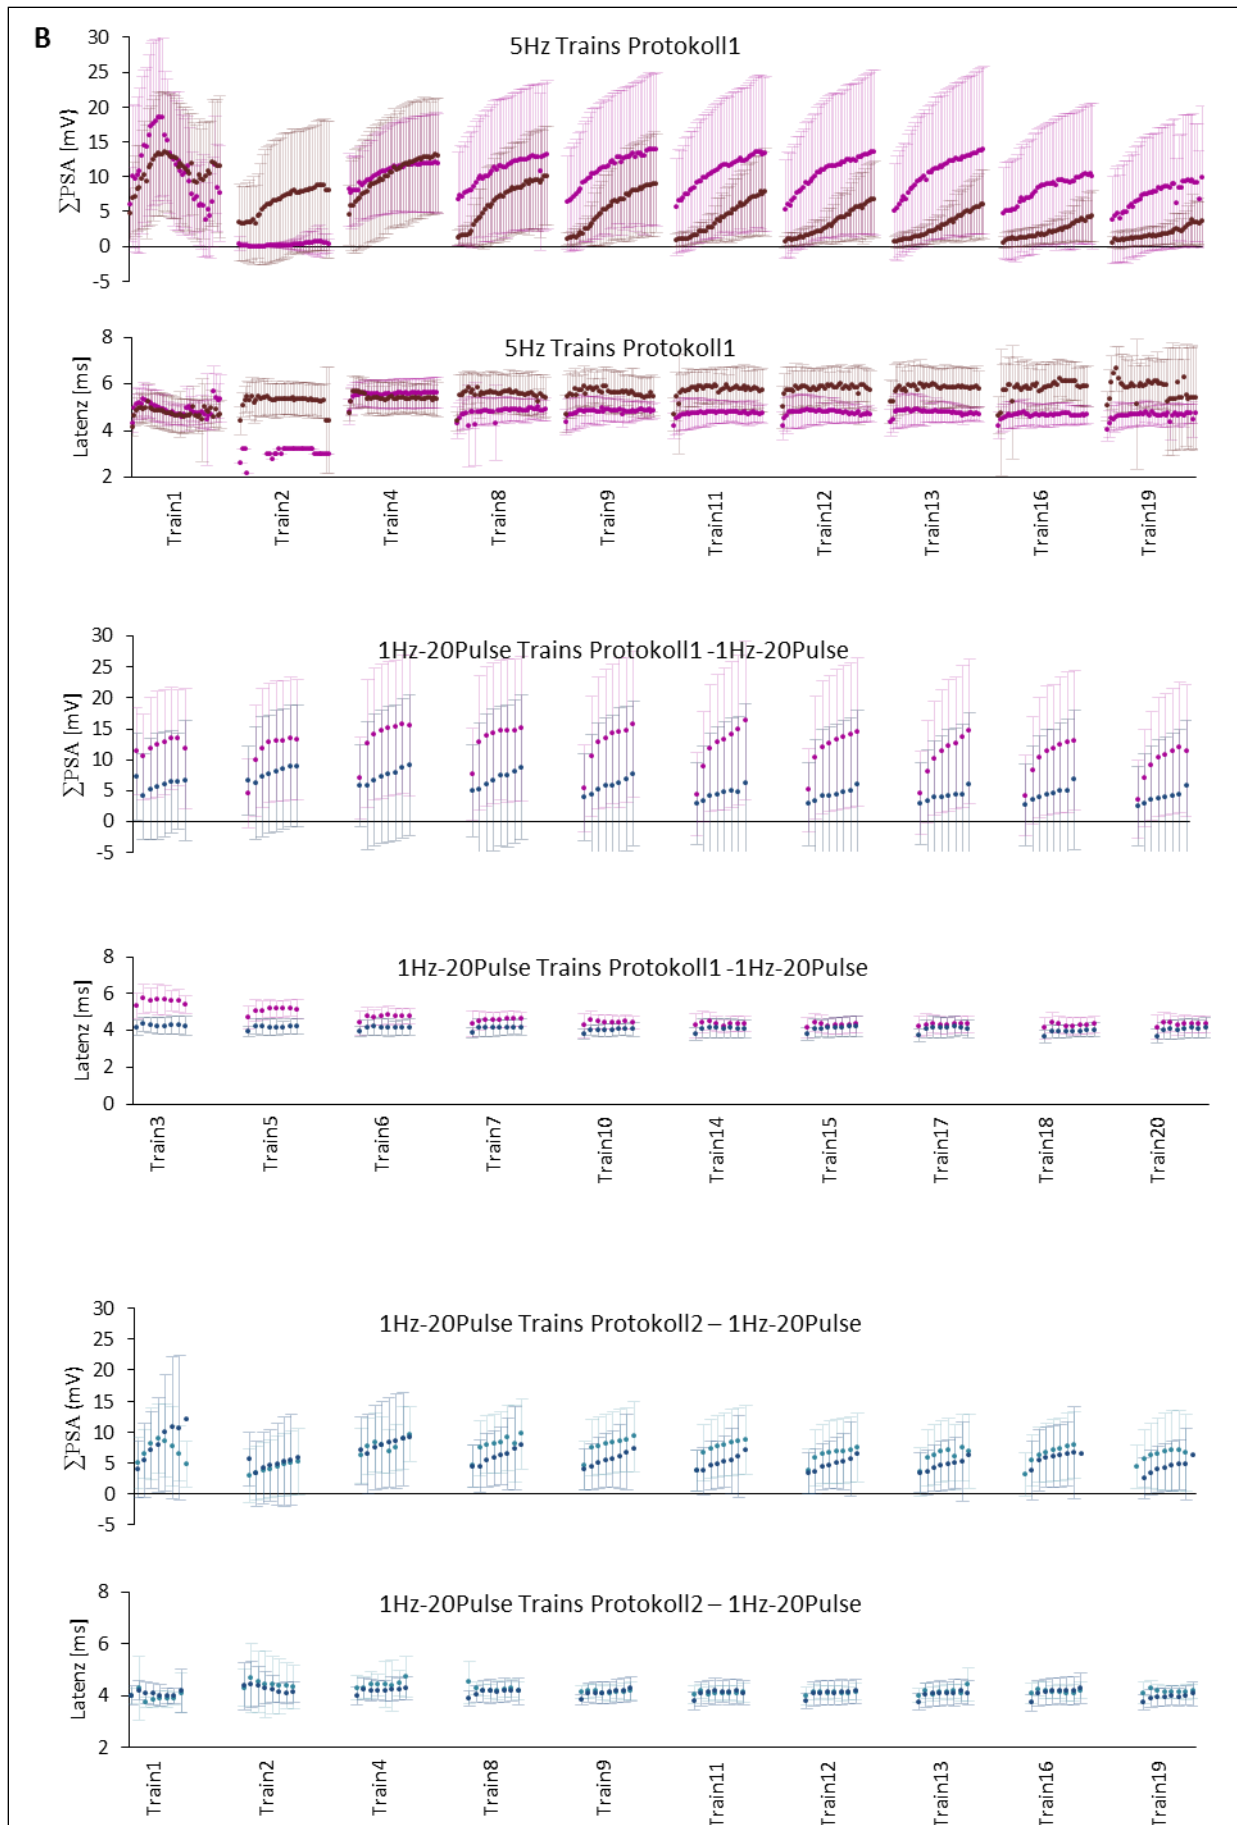 B
5Hz Trains Protokoll1
∑PSA [mV)
30
25
20
15
10
5
0
-5
5Hz Trains Protokoll1
Latenz [ms]
8
6
4
2
Train1 Train2 Train4 Train8 Train9 Train11 Train12 Train13 Train16 Train19
1Hz-20Pulse Trains Protokoll1 -1Hz-20Pulse
∑PSA [mV]
30
25
20
15
10
5
0
-5
1Hz-20Pulse Trains Protokoll1 -1Hz-20Pulse
Latenz [ms]
8
6
4
2
0
Train3 Train5 Train6 Train7 Train10 Train14 Train15 Train17 Train18 Train20
1Hz-20Pulse Trains Protokoll2 – 1Hz-20Pulse
∑PSA (mV)
30
25
20
15
10
5
0
-5
1Hz-20Pulse Trains Protokoll2 – 1Hz-20Pulse
Latenz [ms]
8
6
4
2
Train1 Train2 Train4 Train8 Train9 Train11 Train12 Train13 Train16 Train19